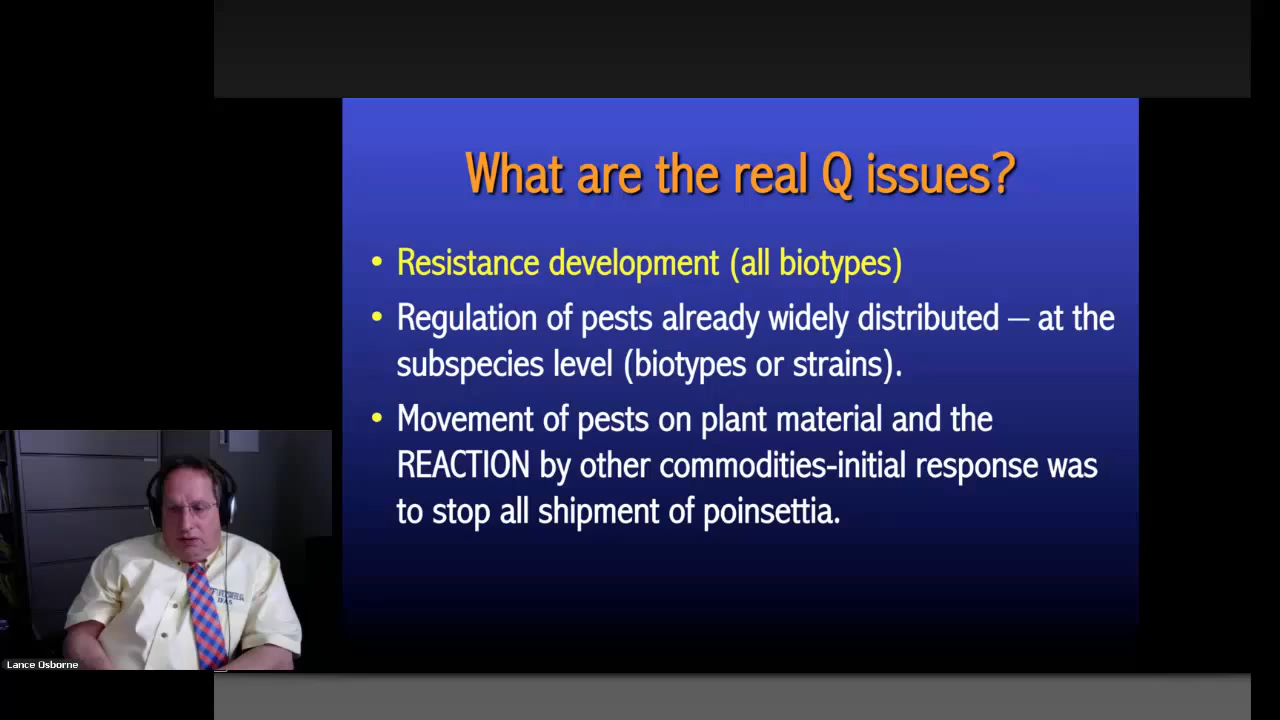 What are the real Q issues?
• Resistance development (all biotypes)
• Regulation of pests already widely distributed – at the
subspecies level (biotypes or strains).
• Movement of pests on plant material and the
REACTION by other commodities-initial response was
to stop all shipment of poinsettia.
Lance Osborne